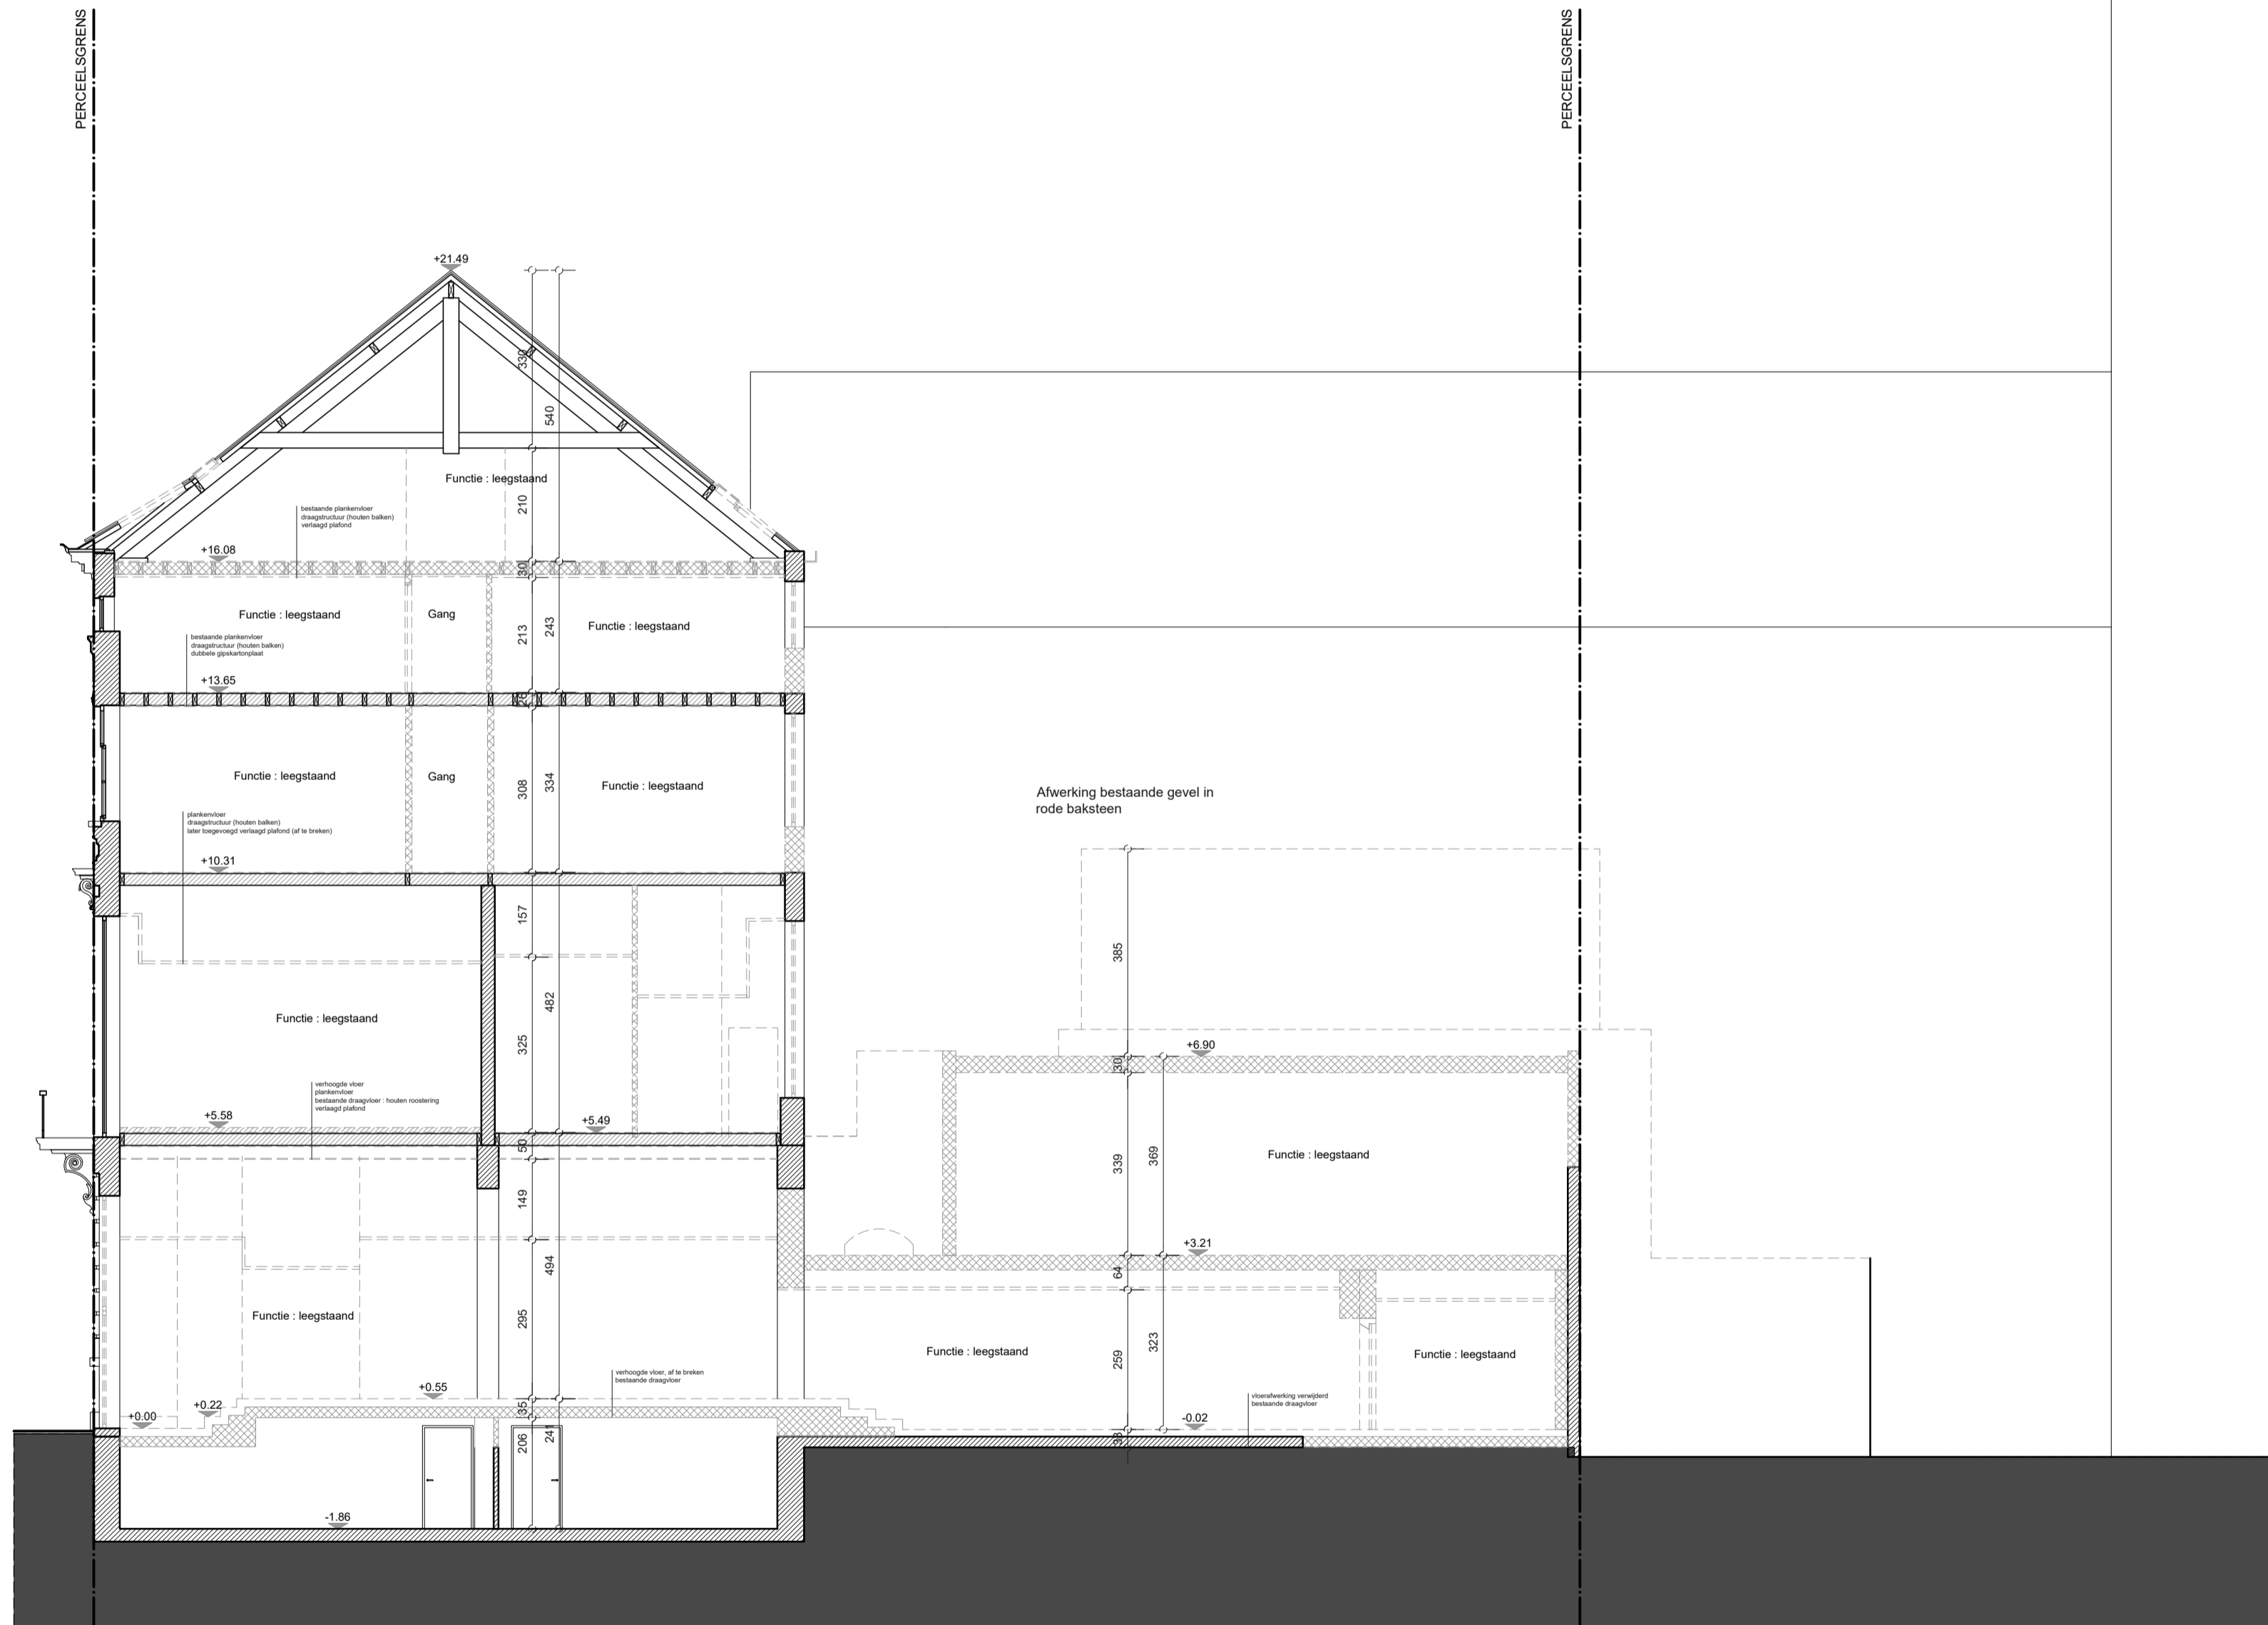 PERCEELSGRENS
PERCEELSGRENS
+21.49
330
540
Functie : leegstaand
210
bestaande plankenvloer
draagstructuur (houten balken)
verlaagd plafond
+16.08
30
Functie : leegstaand
Gang
213
243
Functie : leegstaand
bestaande plankenvloer
draagstructuur (houten balken)
dubbele gipskartonplaat
+13.65
26
Functie : leegstaand
Gang
308
334
Functie : leegstaand
Afwerking bestaande gevel in
rode baksteen
plankenvloer
draagstructuur (houten balken)
later toegevoegd verlaagd plafond (af te breken)
+10.31
157
385
482
Functie : leegstaand
325
+6.90
30
verhoogde vloer
plankenvloer
bestaande draagvloer : houten roostering
verlaagd plafond
+5.58
+5.49
50
339
369
Functie : leegstaand
149
494
+3.21
64
Functie : leegstaand
295
259
323
Functie : leegstaand
Functie : leegstaand
verhoogde vloer, af te breken
bestaande draagvloer
+0.55
+0.22
+0.00
35
vloerafwerking verwijderd
bestaande draagvloer
-0.02
206
241
-1.86